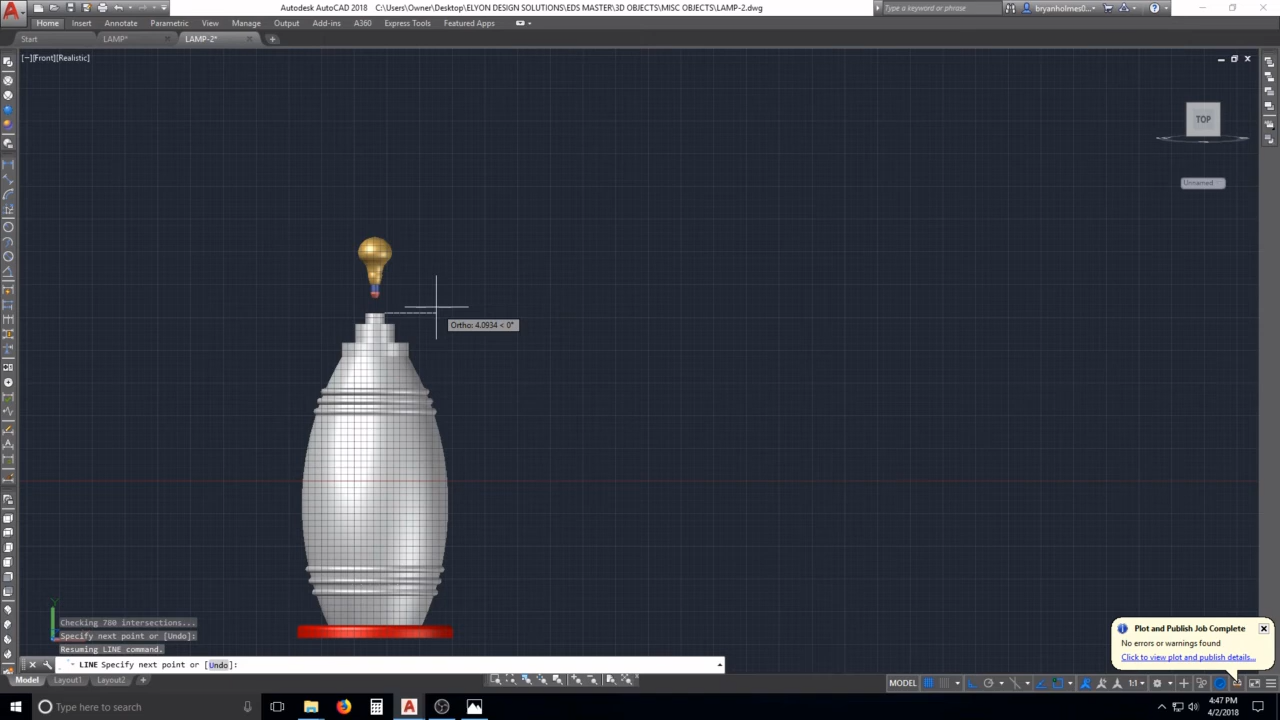 Autodesk AutoCAD 2018 C:\Users\Owner\Desktop\ELYON DESIGN SOLUTIONS\EDS MASTER\3D OBJECTS\MISC OBJECTS\LAMP-2.dwg
Type a keyword or phrase
bryanholmes0...
Home Insert Annotate Parametric View Manage Output Add-ins A360 Express Tools Featured Apps
Start LAMP* LAMP-2*
[−][Front][Realistic]
TOP
Unnamed
Ortho: 4.0934 < 0°
Y
Checking 780 intersections...
Specify next point or [Undo]:
Resuming LINE command.
LINE Specify next point or [Undo]:
Plot and Publish Job Complete
No errors or warnings found
Click to view plot and publish details...
Model Layout1 Layout2
MODEL
1:1
Type here to search
4:47 PM
4/2/2018